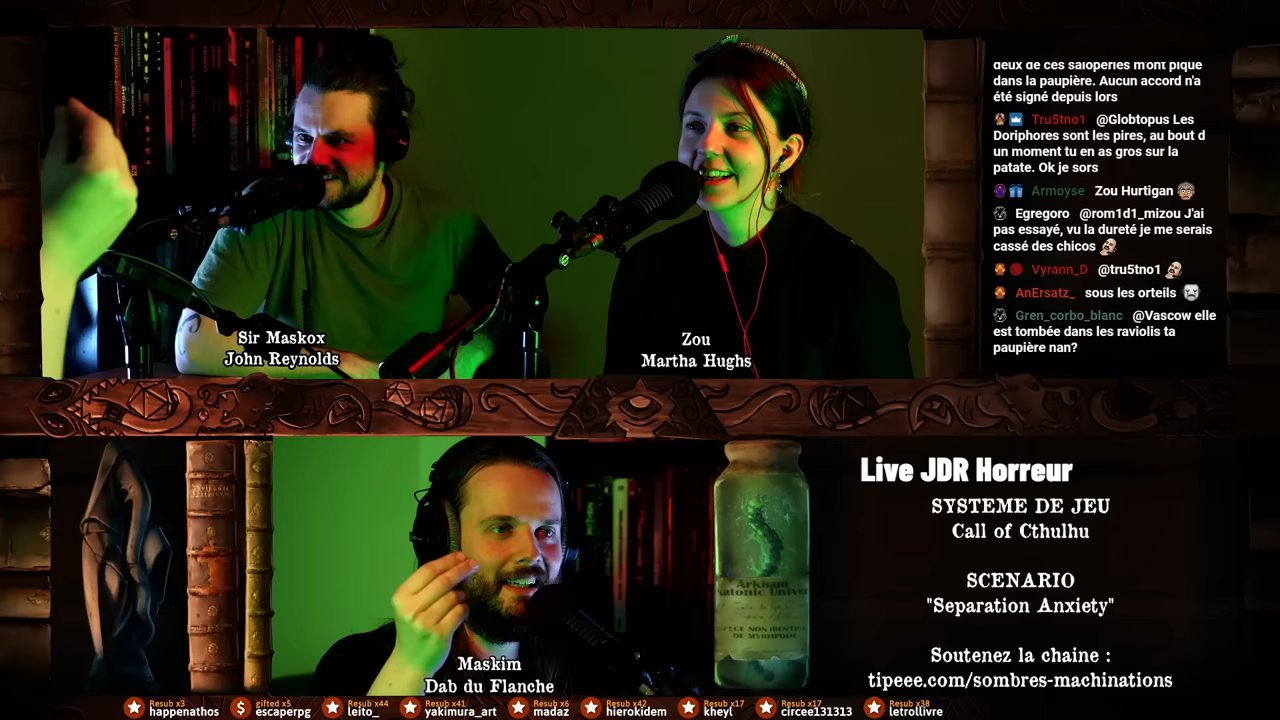 deux de ces saloperies m'ont piqué
dans la paupière. Aucun accord n'a
été signé depuis lors
Tru5tno1 @Globtopus Les
Doriphores sont les pires, au bout d
un moment tu en as gros sur la
patate. Ok je sors
Armoyse Zou Hurtigan
Egregoro @rom1d1_mizou J'ai
pas essayé, vu la dureté je me serais
cassé des chicos
Vyrann_D @tru5tno1
AnErsatz_ sous les orteils
Gren_corbo_blanc @Vascow elle
est tombée dans les raviolis ta
paupière nan?
Sir Maskox
John Reynolds
Zou
Martha Hughs
Live JDR Horreur
SYSTEME DE JEU
Call of Cthulhu
SCENARIO
"Separation Anxiety"
Soutenez la chaine :
tipeee.com/sombres-machinations
Arkham
Maskim
Dab du Flanche
Resub x3
happenathos
gifted x5
escaperpg
Resub x44
leito_
Resub x41
yakimura_art
Resub x6
madaz
Resub x42
hierokidem
Resub x17
kheyl
Resub x17
circee131313
Resub x38
letrollivre